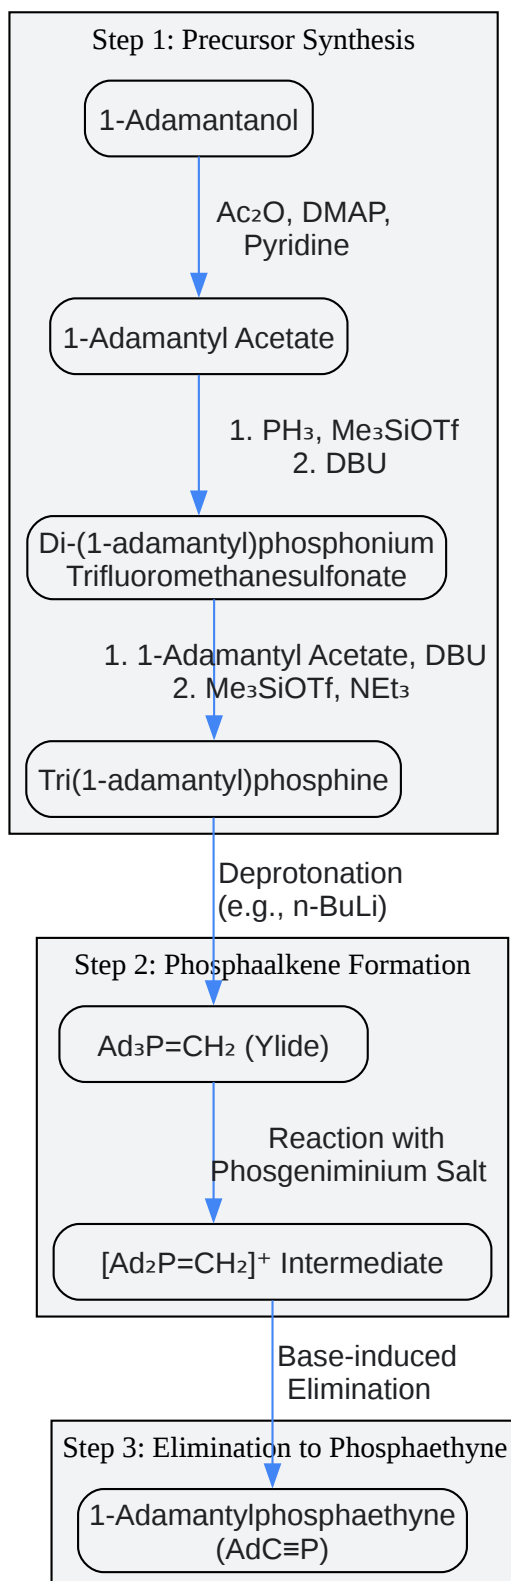 Step 1: Precursor Synthesis
1-Adamantanol
Ac₂O, DMAP,
Pyridine
1-Adamantyl Acetate
1. PH₃, Me₃SiOTf
2. DBU
Di-(1-adamantyl)phosphonium
Trifluoromethanesulfonate
1. 1-Adamantyl Acetate, DBU
2. Me₃SiOTf, NEt₃
Tri(1-adamantyl)phosphine
Deprotonation
(e.g., n-BuLi)
Step 2: Phosphaalkene Formation
Ad₃P=CH₂ (Ylide)
Reaction with
Phosgeniminium Salt
[Ad₂P=CH₂]⁺ Intermediate
Base-induced
Elimination
Step 3: Elimination to Phosphaethyne
1-Adamantylphosphaethyne
(AdC≡P)